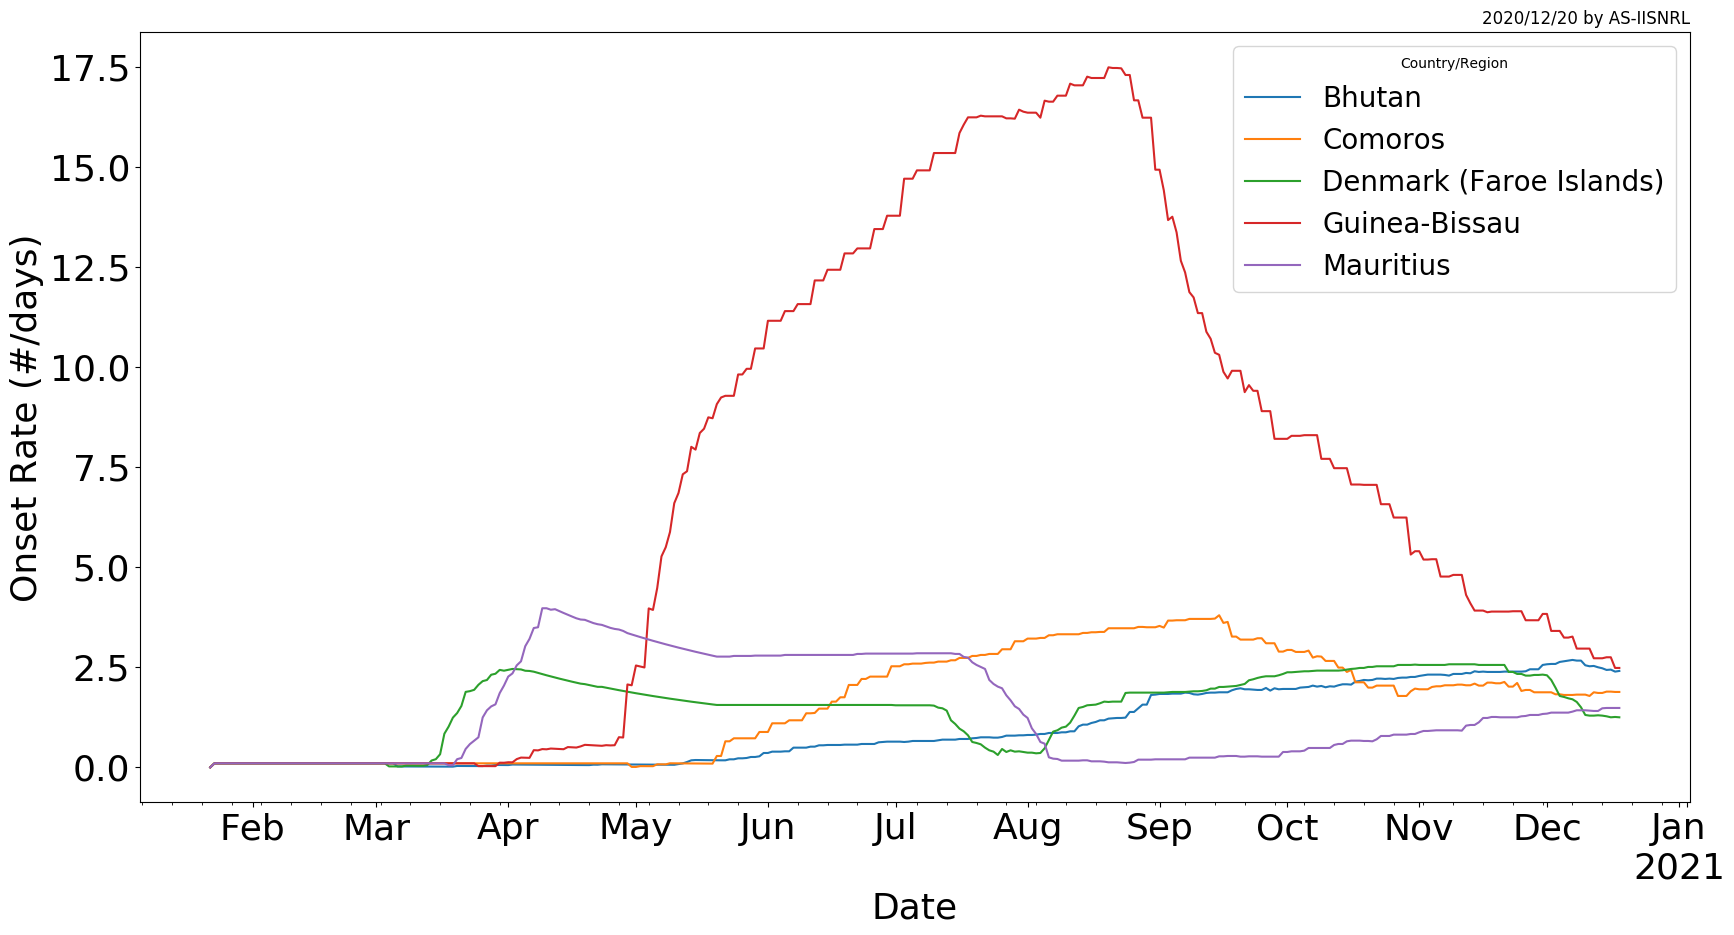 2020/12/20 by AS-IISNRL
Country/Region
Bhutan
Comoros
Denmark (Faroe Islands)
Guinea-Bissau
Mauritius
Onset Rate (#/days)
17.5
15.0
12.5
10.0
7.5
5.0
2.5
0.0
Feb Mar Apr May Jun Jul Aug Sep Oct Nov Dec Jan
2021
Date